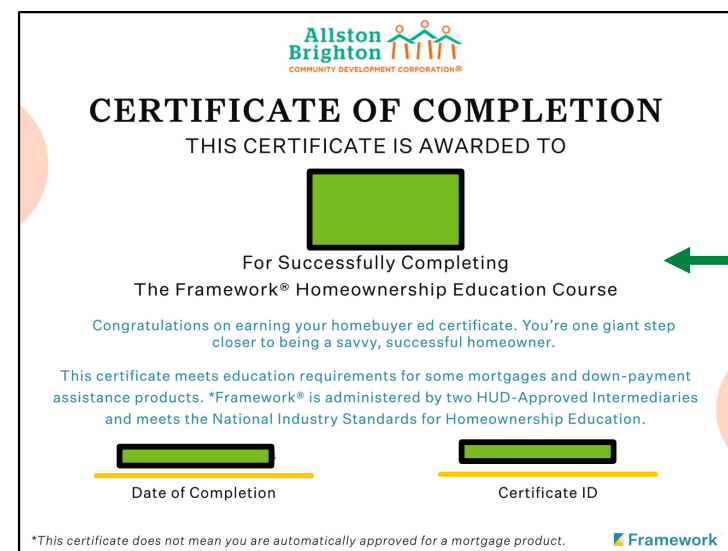 Allston
Brighton
COMMUNITY DEVELOPMENT CORPORATION®
CERTIFICATE OF COMPLETION
THIS CERTIFICATE IS AWARDED TO
For Successfully Completing
The Framework® Homeownership Education Course
Congratulations on earning your homebuyer ed certificate. You're one giant step
closer to being a savvy, successful homeowner.
This certificate meets education requirements for some mortgages and down-payment
assistance products. *Framework® is administered by two HUD-Approved Intermediaries
and meets the National Industry Standards for Homeownership Education.
Date of Completion
Certificate ID
*This certificate does not mean you are automatically approved for a mortgage product.
Framework